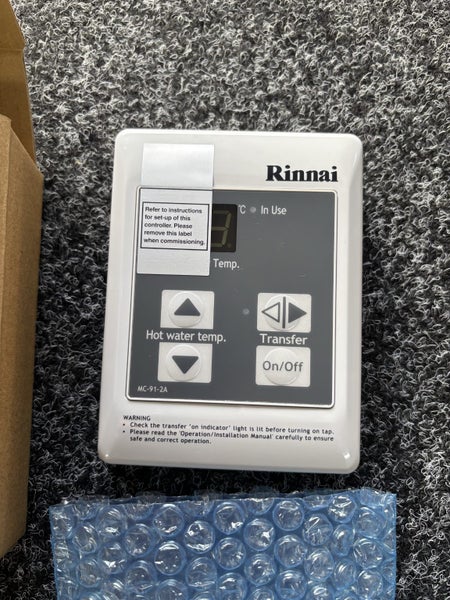 Rinnai
Refer to instructions
for set-up of this
controller. Please
remove this label
when commissioning.
°C In Use
Temp.
Hot water temp.
Transfer
On/Off
MC-91-2A
WARNING
• Check the transfer 'on indicator' light is lit before turning on tap.
• Please read the 'Operation/Installation Manual' carefully to ensure
safe and correct operation.